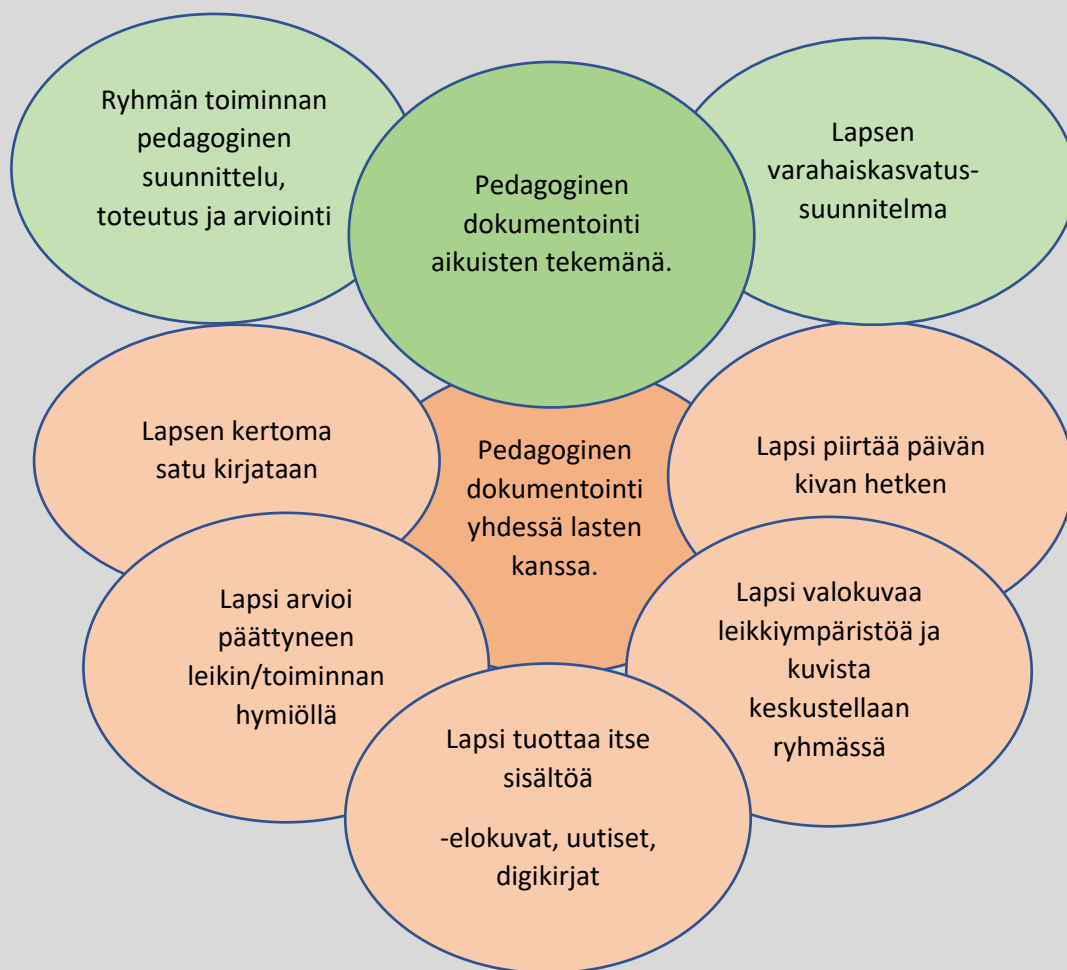 Ryhmän toiminnan
pedagoginen
suunnittelu,
toteutus ja arviointi
Pedagoginen
dokumentointi
aikuisten tekemänä.
Lapsen
varahaiskasvatus-
suunnitelma
Lapsen kertoma
satu kirjataan
Pedagoginen
dokumentointi
yhdessä lasten
kanssa.
Lapsi piirtää päivän
kivan hetken
Lapsi arvioi
päättyneen
leikin/toiminnan
hymiöllä
Lapsi valokuvaa
leikkiympäristöä ja
kuvista
keskustellaan
ryhmässä
Lapsi tuottaa itse
sisältöä
-elokuvat, uutiset,
digikirjat